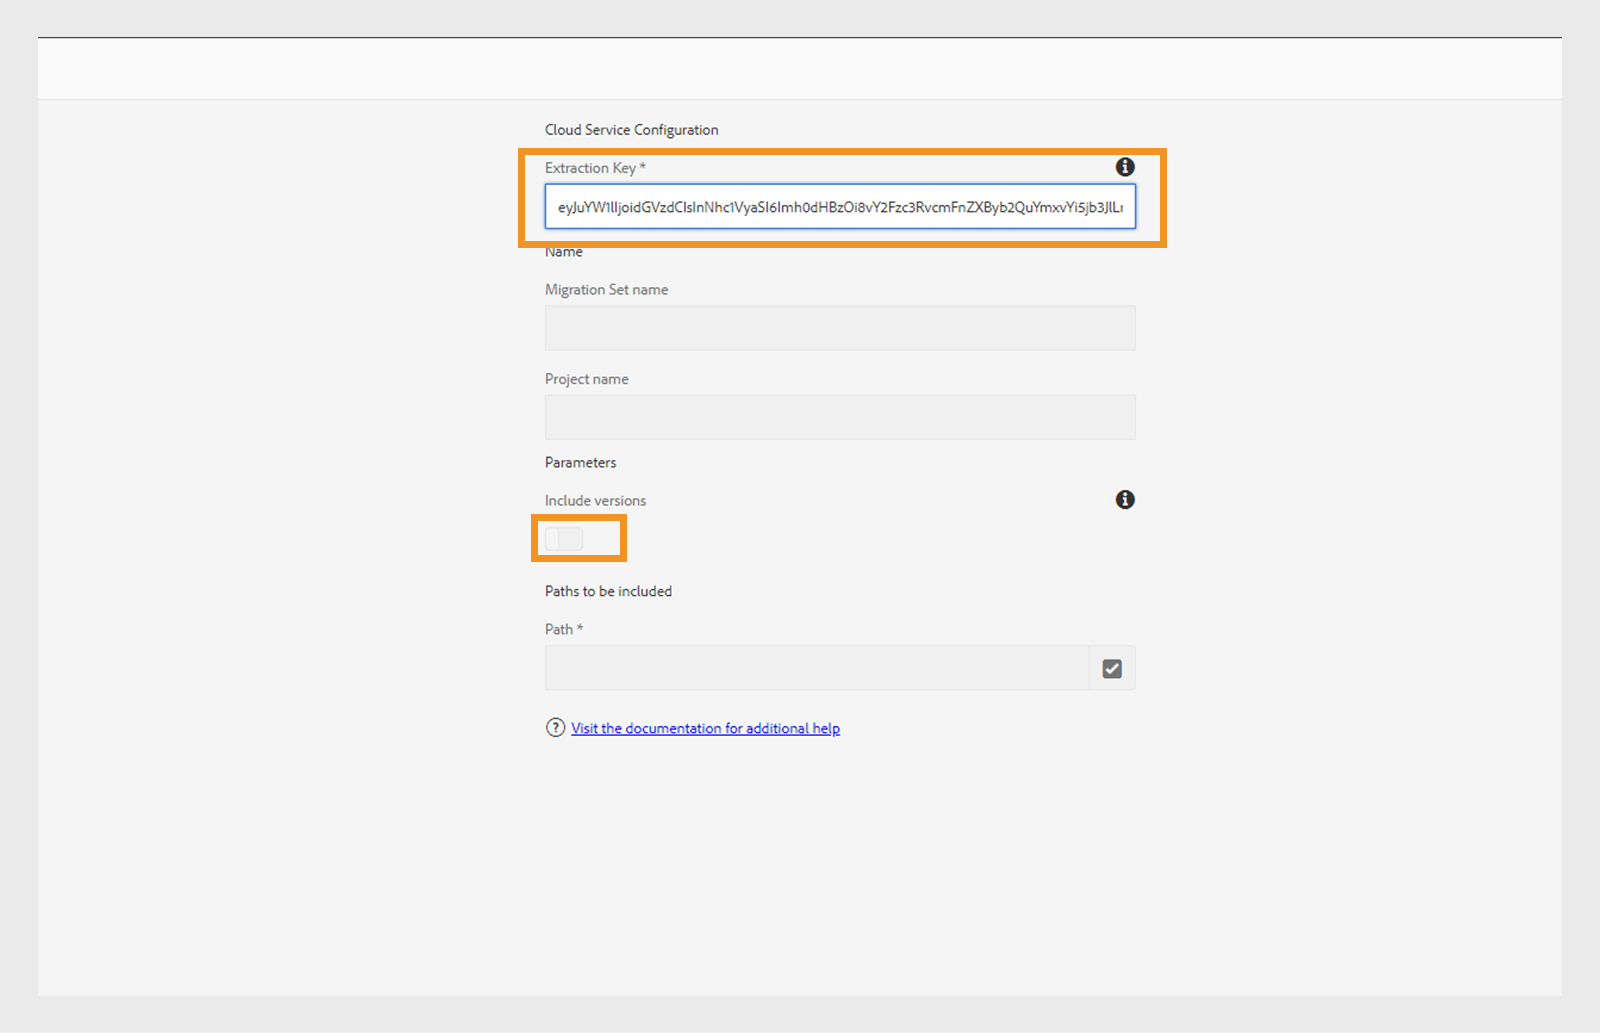 Cloud Service Configuration
Extraction Key *
eyJuYW1lIjoidGVzdCIsInNhc1VyaSI6Imh0dHBzOi8vY2Fzc3RvcmFnZXByb2QuYmxvYi5jb3JlLr
Name
Migration Set name
Project name
Parameters
Include versions
Paths to be included
Path *
Visit the documentation for additional help